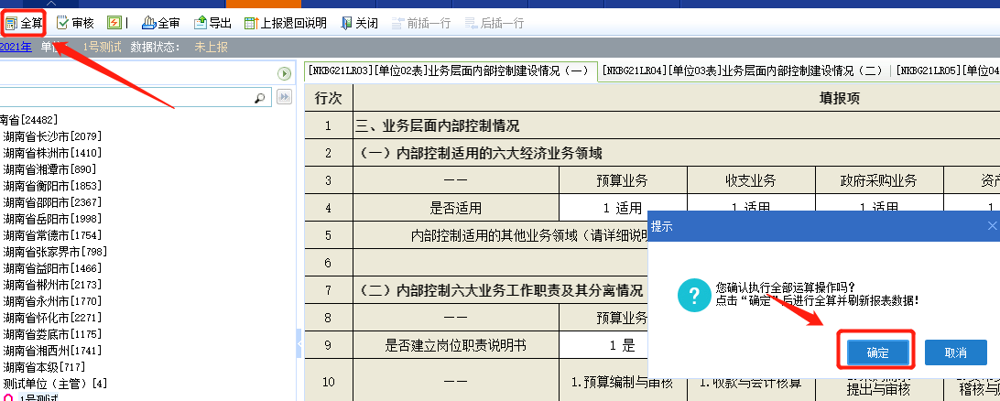 全算 审核 全审 导出 上报退回说明 关闭 前插一行 后插一行
2021年 1号测试 数据状态： 未上报
南省[24482]
湖南省长沙市[2079]
湖南省株洲市[1410]
湖南省湘潭市[890]
湖南省衡阳市[1853]
湖南省邵阳市[2367]
湖南省岳阳市[1998]
湖南省常德市[1754]
湖南省张家界市[798]
湖南省益阳市[1466]
湖南省郴州市[2173]
湖南省永州市[1770]
湖南省怀化市[2271]
湖南省娄底市[1175]
湖南省湘西州[1741]
湖南省本级[717]
测试单位（主管）[4]
1号测试
[NKBG21LR03][单位02表]业务层面内部控制建设情况（一） [NKBG21LR04][单位03表]业务层面内部控制建设情况（二） [NKBG21LR05][单位04
行次 填报项
1 三、业务层面内部控制情况
2 （一）内部控制适用的六大经济业务领域
3 —— 预算业务 收支业务 政府采购业务 资产
4 是否适用 1 适用 1 适用 1 适用 1
5 内部控制适用的其他业务领域（请详细说明
6
7 （二）内部控制六大业务工作职责及其分离情况
8 —— 预算业务
9 是否建立岗位职责说明书 1 是
10 —— 1.预算编制与审核 1.收款与会计核算 提出与审核 稽核与
提示
您确认执行全部运算操作吗？
点击“确定”后进行全算并刷新报表数据！
确定 取消